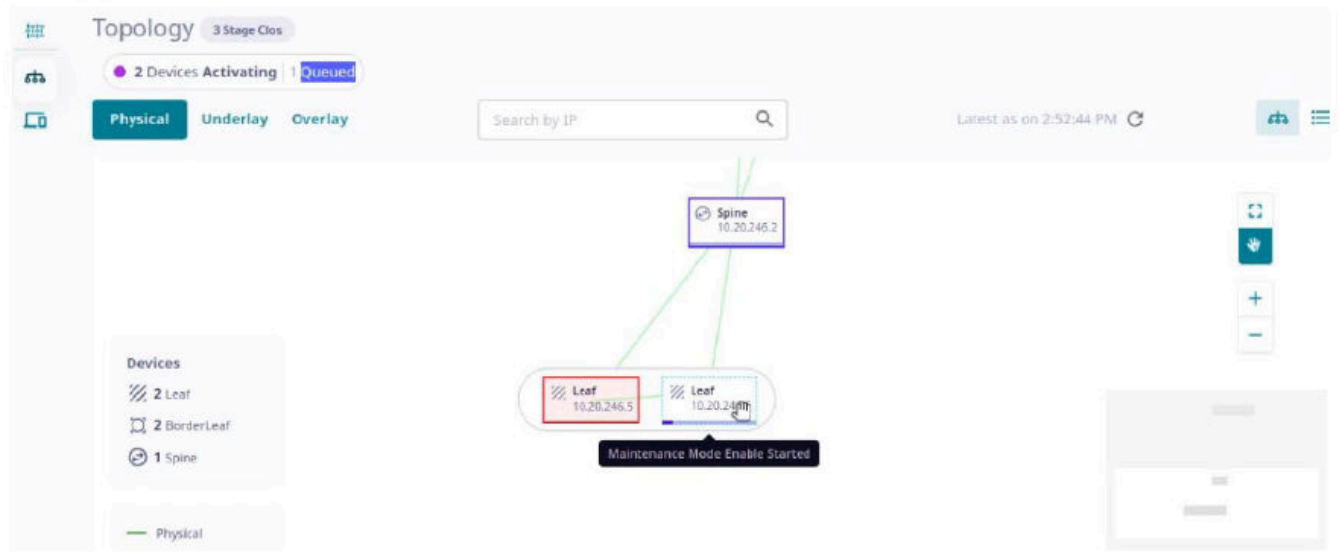 Topology 3 Stage Clos
2 Devices Activating 1 Queued
Physical Underlay Overlay
Search by IP
Latest as on 2:52:44 PM
Spine
10.20.246.2
Devices
2 Leaf
2 BorderLeaf
1 Spine
Leaf
10.20.246.5
Leaf
Maintenance Mode Enable Started
Physical